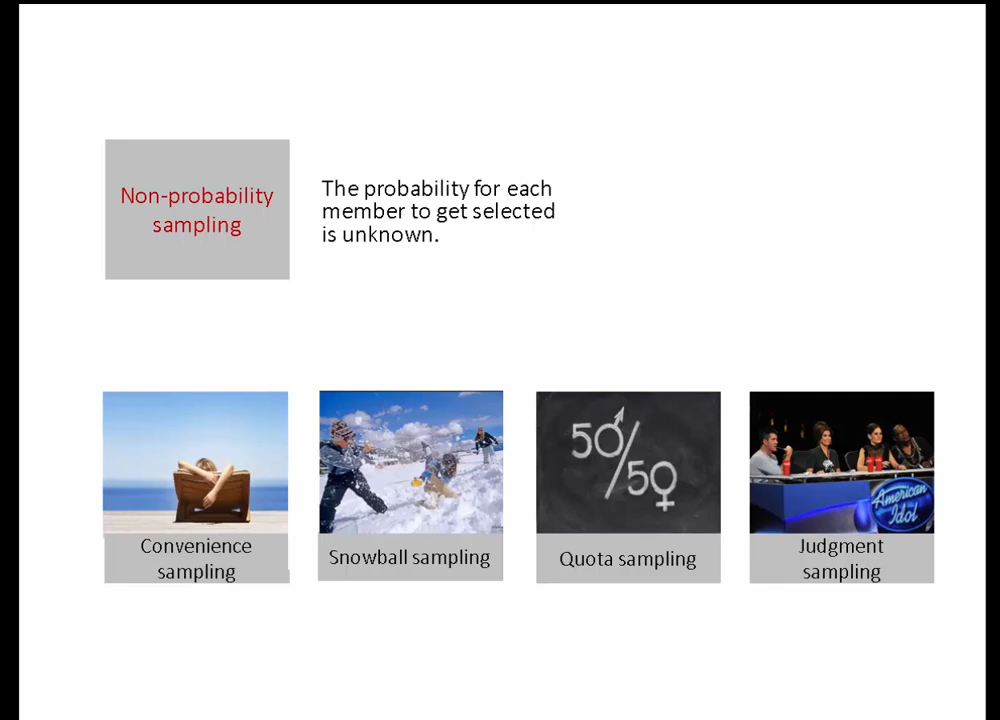 Non-probability
sampling
The probability for each
member to get selected
is unknown.
50/50
American
Idol
Convenience
sampling
Snowball sampling
Quota sampling
Judgment
sampling